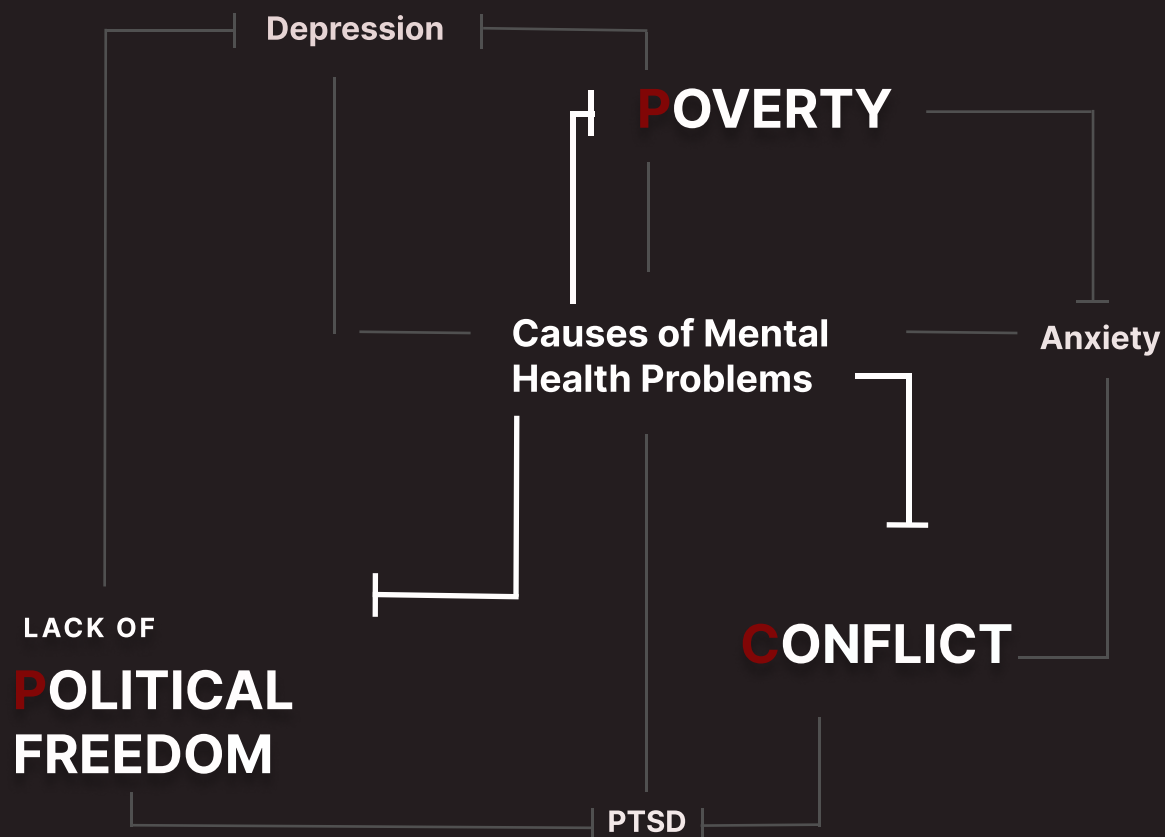 Depression
POVERTY
Causes of Mental
Health Problems
Anxiety
LACK OF
POLITICAL
FREEDOM
CONFLICT
PTSD